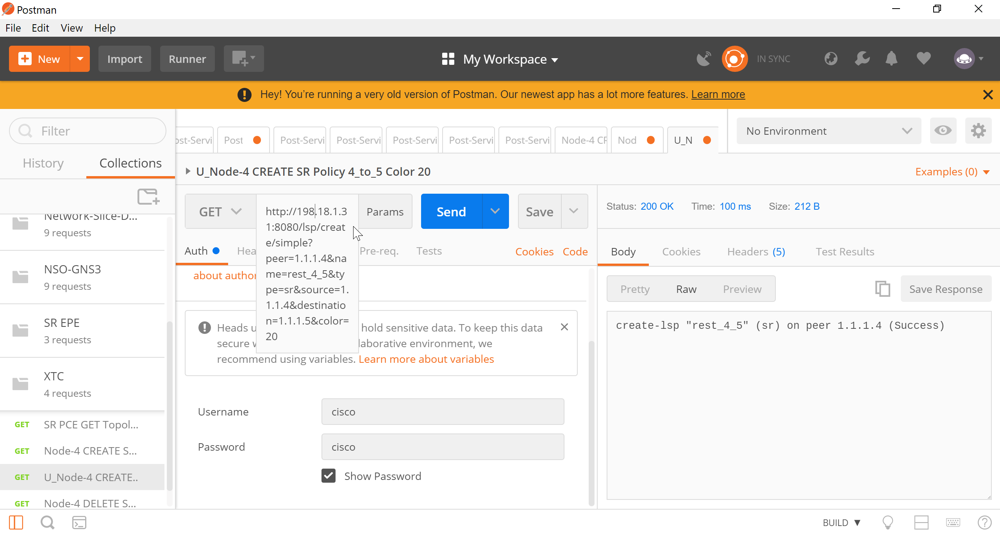 Postman
File Edit View Help
New Import Runner My Workspace IN SYNC
Hey! You’re running a very old version of Postman. Our newest app has a lot more features. Learn more
Filter
ost-Servi Post Post-Servi Post-Servi Post-Servi Post-Servi Post-Servi Node-4 CR Nod U_N No Environment
History Collections
U_Node-4 CREATE SR Policy 4_to_5 Color 20 Examples (0)
GET
http://198.18.1.3
1:8080/lsp/creat
e/simple?
peer=1.1.1.4&na
me=rest_4_5&ty
pe=sr&source=1.
1.1.4&destinatio
n=1.1.1.5&color=
20
Params Send Save
Status: 200 OK Time: 100 ms Size: 212 B
Network-Slice-D...
9 requests
NSO-GNS3
9 requests
SR EPE
3 requests
XTC
4 requests
GET SR PCE GET Topol...
GET Node-4 CREATE S...
GET U_Node-4 CREATE..
GET Node-4 DELETE S...
Auth Hea Pre-req. Tests Cookies Code
about author
Heads u hold sensitive data. To keep this data
secure w laborative environment, we
recommend using variables. Learn more about variables
Username cisco
Password cisco
Show Password
Body Cookies Headers (5) Test Results
Pretty Raw Preview Save Response
create-lsp "rest_4_5" (sr) on peer 1.1.1.4 (Success)
BUILD